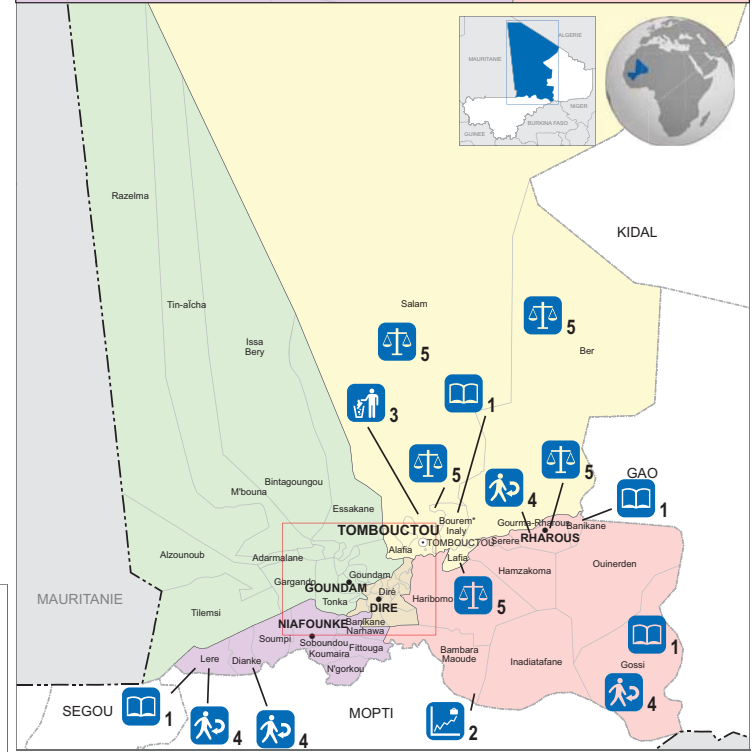 ALGERIE
MAURITANIE
NIGER
BURKINA FASO
GUINEE
Razelma
KIDAL
Tin-aïcha
Salam
5
5
Issa
Bery
Ber
3
1
5
5
GAO
Bintagoungou
M'bouna
4
1
Essakane
Bourem*
Inaly
Gourma-Rharous
Banikane
TOMBOUCTOU
TOMBOUCTOU
Serere
RHAROUS
Alzounoub
Adarmalane
Alafia
Lafia
Ouinerden
Gargando
Goundam
GOUNDAM
Hamzakoma
MAURITANIE
Tonka
Diré
DIRE
Haribomo
5
Tilemsi
NIAFOUNKE
Banikane
Narhawa
Soumpi
Soboundou
Koumaira
Fittouga
1
Lere
Dianke
N'gorkou
Bambara
Maoude
Inadiatafane
Gossi
4
SEGOU
1
4
4
MOPTI
2